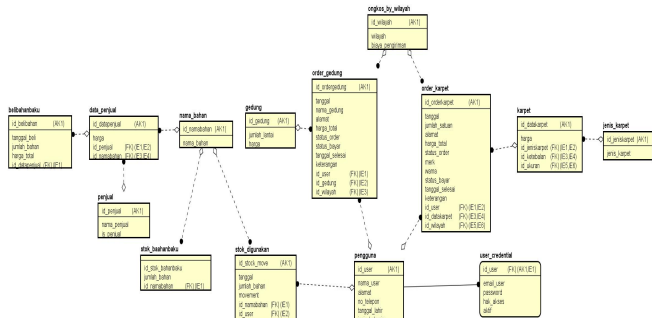 ongkos_by_wilayah
id_wilayah (AK1)
wilayah
biaya_pengiriman
order_gedung
id_ordergedung (AK1)
tanggal
nama_gedung
alamat
harga_total
status_order
status_bayar
tanggal_selesai
keterangan
id_user (FK) (IE1)
id_gedung (FK) (IE2)
id_wilayah (FK) (IE3)
order_karpet
id_orderkarpet (AK1)
tanggal
jumlah_satuan
alamat
harga_total
status_order
merk
warna
status_bayar
tanggal_selesai
keterangan
id_user (FK) (IE1,IE2)
id_datakarpet (FK) (IE3,IE4)
id_wilayah (FK) (IE5,IE6)
karpet
id_datakarpet (AK1)
harga
id_jeniskarpet (FK) (IE1,IE2)
id_ketebalan (FK) (IE3,IE4)
id_ukuran (FK) (IE5,IE6)
jenis_karpet
id_jeniskarpet (AK1)
jenis_karpet
belibahanbaku
id_belibahan (AK1)
tanggal_beli
jumlah_bahan
harga_total
id_datapenjual (FK) (IE1)
data_penjual
id_datapenjual (AK1)
harga
id_penjual (FK) (IE1,IE2)
id_namabahan (FK) (IE3,IE4)
nama_bahan
id_namabahan (AK1)
nama_bahan
gedung
id_gedung (AK1)
jumlah_lantai
harga
penjual
id_penjual (AK1)
nama_penjual
is_penjual
stok_baahanbaku
id_stok_bahanbaku
jumlah_bahan
id_namabahan (FK) (IE1)
stok_digunakan
id_stock_move (AK1)
tanggal
jumlah_bahan
movement
id_namabahan (FK) (IE1)
id_user (FK) (IE2)
pengguna
id_user (AK1)
nama_user
alamat
no_telepon
tanggal_lahir
user_credential
id_user (FK) (AK1,IE1)
email_user
password
hak_akses
aktif